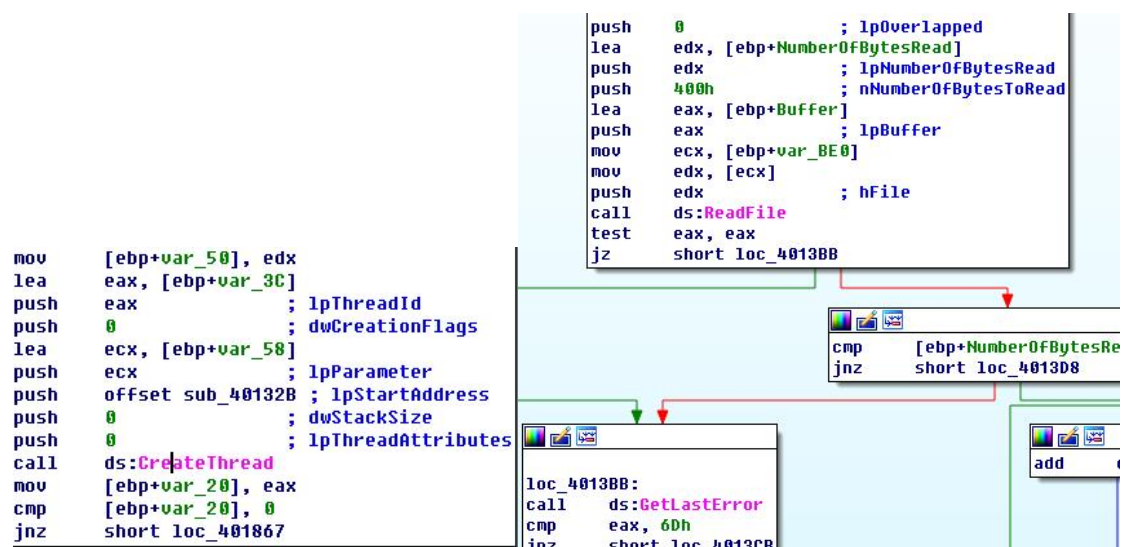 push 0 ; lpOverlapped
lea edx, [ebp+NumberOfBytesRead]
push edx ; lpNumberOfBytesRead
push 400h ; nNumberOfBytesToRead
lea eax, [ebp+Buffer]
push eax ; lpBuffer
mov ecx, [ebp+var_BE0]
mov edx, [ecx]
push edx ; hFile
call ds:ReadFile
test eax, eax
jz short loc_4013BB
mov [ebp+var_50], edx
lea eax, [ebp+var_3C]
push eax ; lpThreadId
push 0 ; dwCreationFlags
lea ecx, [ebp+var_58]
push ecx ; lpParameter
push offset sub_40132B ; lpStartAddress
push 0 ; dwStackSize
push 0 ; lpThreadAttributes
call ds:CreateThread
mov [ebp+var_20], eax
cmp [ebp+var_20], 0
jnz short loc_401867
cmp [ebp+NumberOfBytesRe
jnz short loc_4013D8
loc_4013BB:
call ds:GetLastError
cmp eax, 6Dh
jnz short loc_4013CB
add